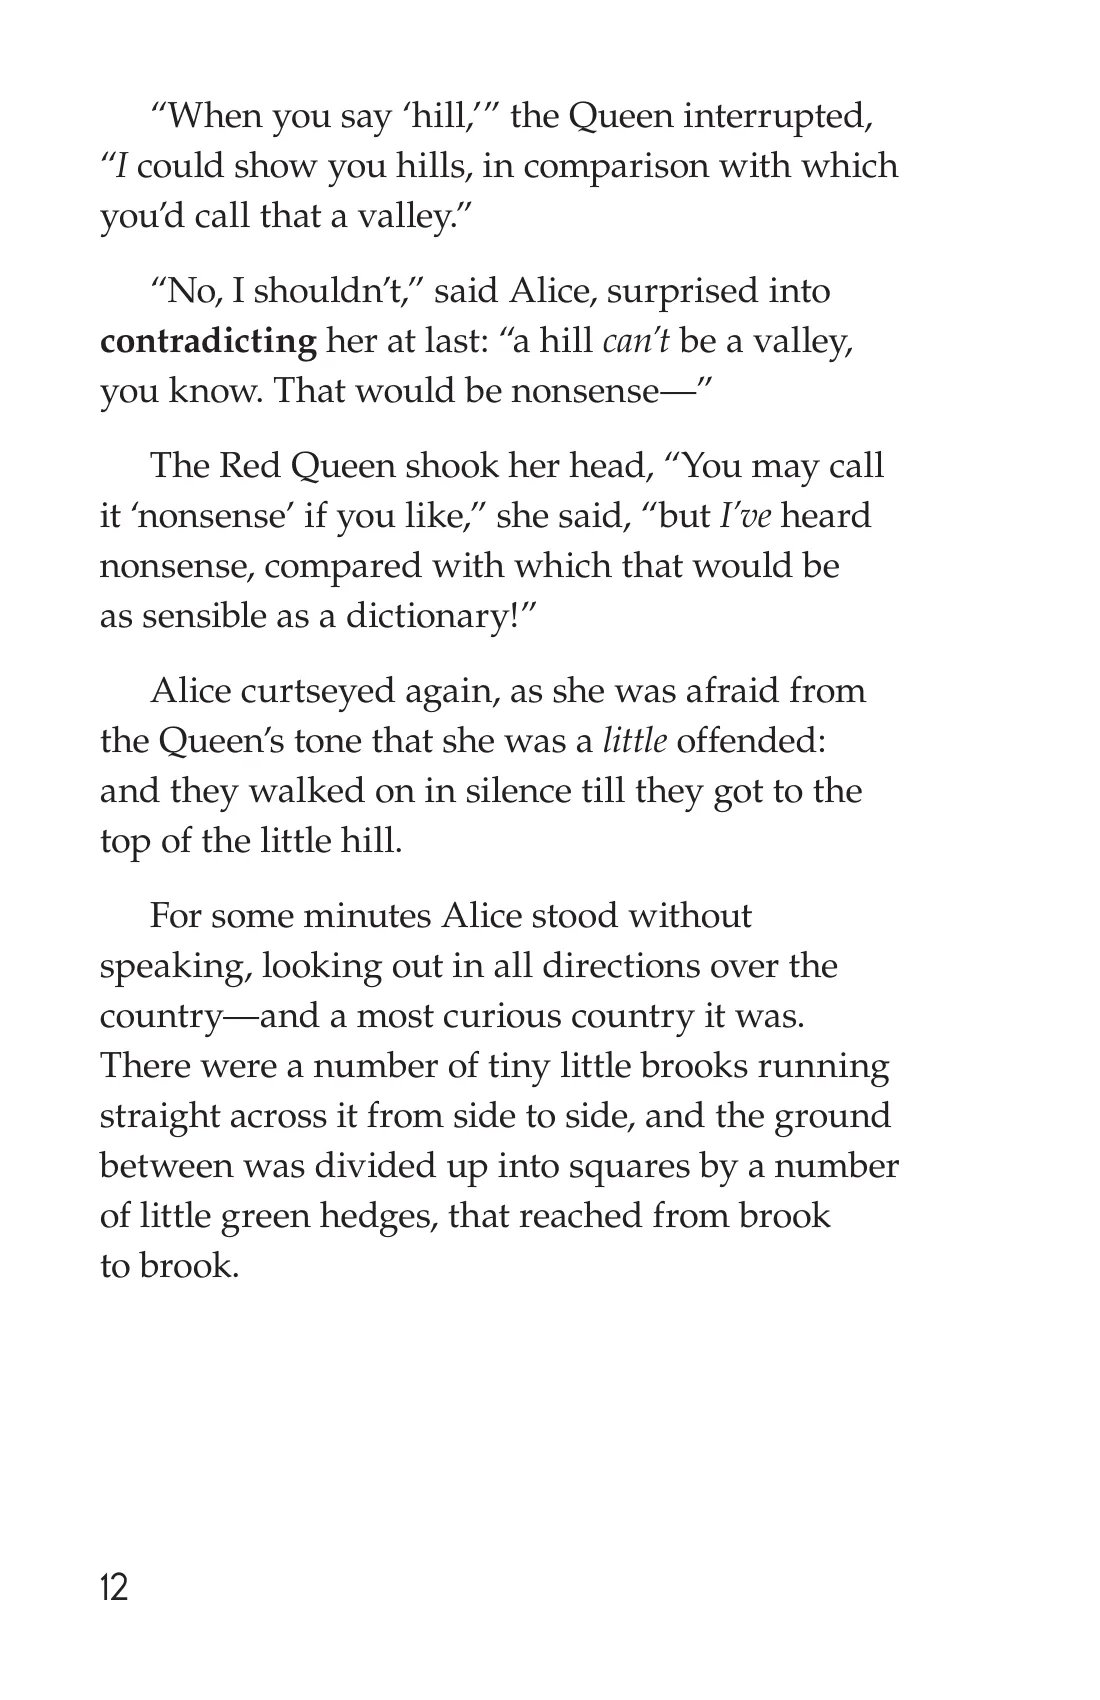 “When you say ‘hill,’” the Queen interrupted,
“I could show you hills, in comparison with which
you’d call that a valley.”
“No, I shouldn’t,” said Alice, surprised into
contradicting her at last: “a hill can’t be a valley,
you know. That would be nonsense—”
The Red Queen shook her head, “You may call
it ‘nonsense’ if you like,” she said, “but I’ve heard
nonsense, compared with which that would be
as sensible as a dictionary!”
Alice curtseyed again, as she was afraid from
the Queen’s tone that she was a little offended:
and they walked on in silence till they got to the
top of the little hill.
For some minutes Alice stood without
speaking, looking out in all directions over the
country—and a most curious country it was.
There were a number of tiny little brooks running
straight across it from side to side, and the ground
between was divided up into squares by a number
of little green hedges, that reached from brook
to brook.
12